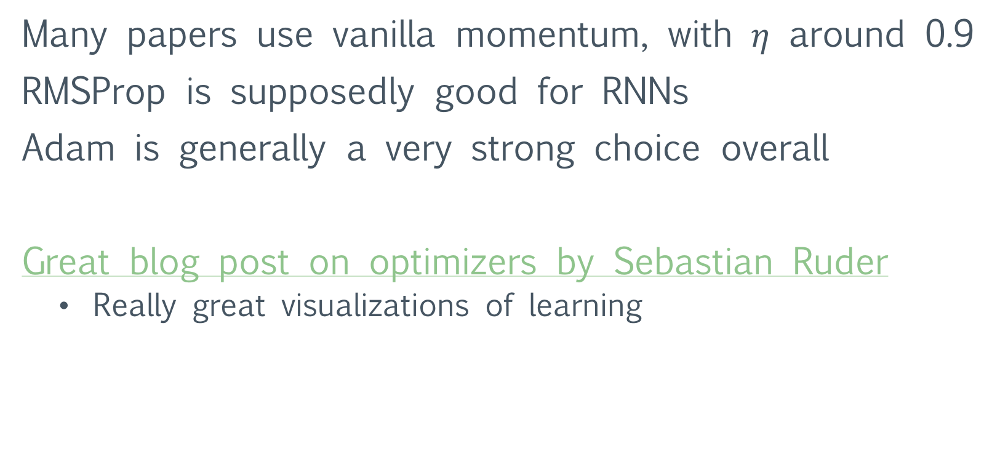 Many papers use vanilla momentum, with η around 0.9
RMSProp is supposedly good for RNNs
Adam is generally a very strong choice overall
Great blog post on optimizers by Sebastian Ruder
• Really great visualizations of learning